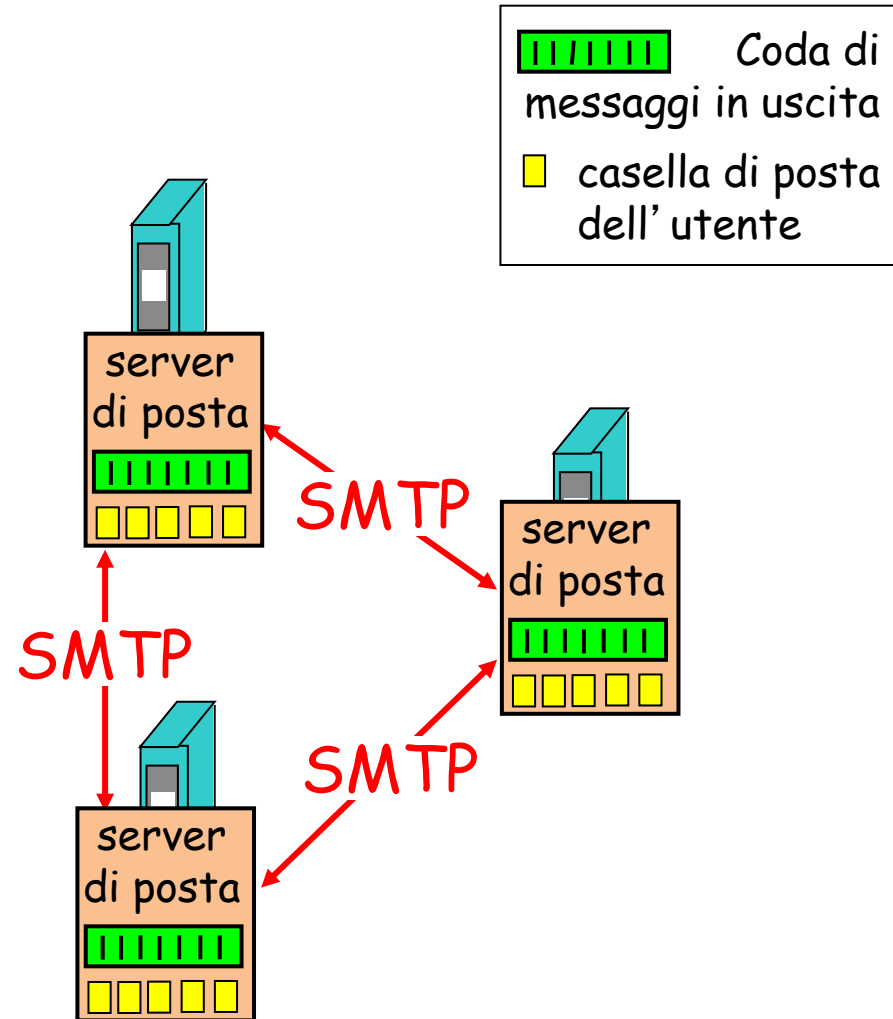 Coda di
messaggi in uscita
casella di posta
dell’ utente
server
di posta
SMTP
server
di posta
SMTP
SMTP
server
di posta